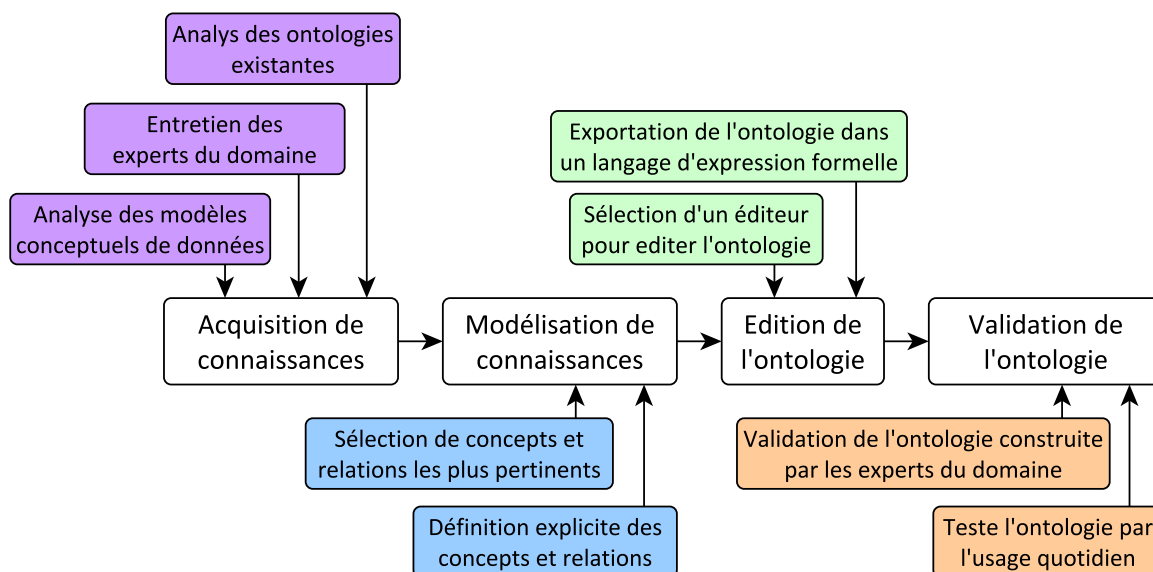 Analys des ontologies
existantes
Entretien des
experts du domaine
Exportation de l'ontologie dans
un langage d'expression formelle
Analyse des modèles
conceptuels de données
Sélection d'un éditeur
pour editer l'ontologie
Acquisition de
connaissances
Modélisation de
connaissances
Edition de
l'ontologie
Validation de
l'ontologie
Sélection de concepts et
relations les plus pertinents
Validation de l'ontologie construite
par les experts du domaine
Définition explicite des
concepts et relations
Teste l'ontologie par
l'usage quotidien